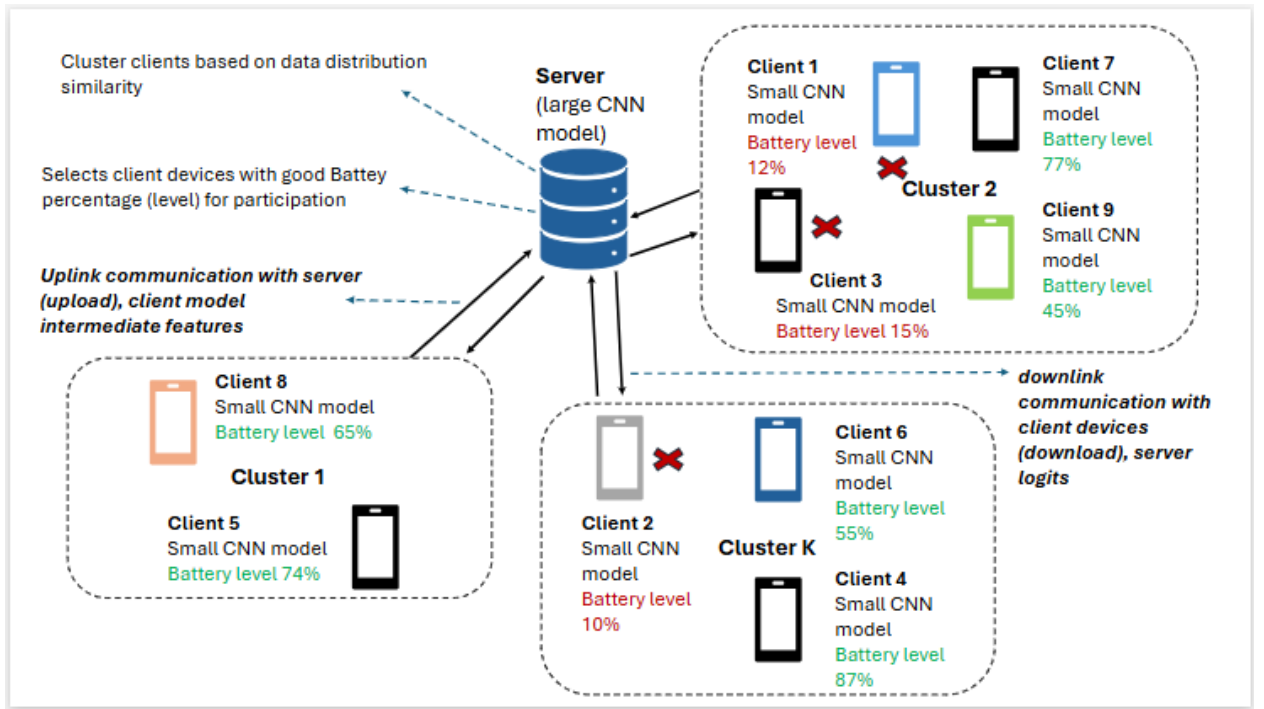 Cluster clients based on data distribution
similarity
Selects client devices with good Battey
percentage (level) for participation
Uplink communication with server
(upload), client model
intermediate features
Server
(large CNN
model)
Client 1
Small CNN
model
Battery level
12%
Client 7
Small CNN
model
Battery level
77%
Cluster 2
Client 3
Small CNN model
Battery level 15%
Client 9
Small CNN
model
Battery level
45%
Client 8
Small CNN model
Battery level 65%
Cluster 1
Client 5
Small CNN model
Battery level 74%
Client 2
Small CNN
model
Battery level
10%
Client 6
Small CNN
model
Battery level
55%
Cluster K
Client 4
Small CNN
model
Battery level
87%
downlink
communication with
client devices
(download), server
logits